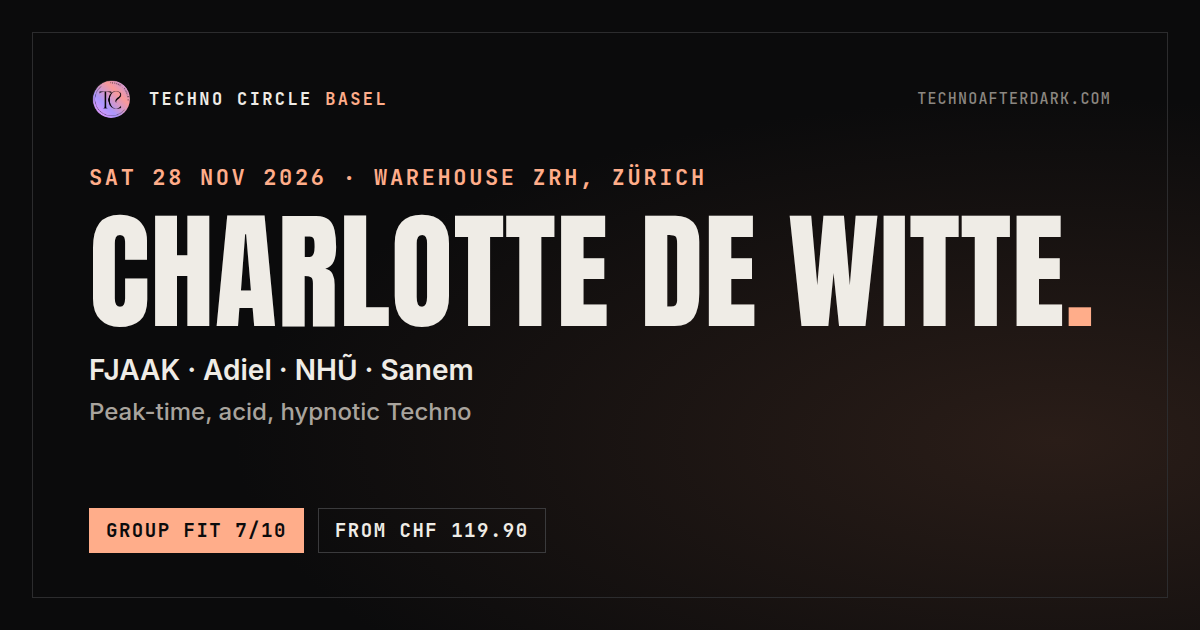 TC
TECHNO CIRCLE BASEL
TECHNOAFTERDARK.COM
SAT 28 NOV 2026 · WAREHOUSE ZRH, ZÜRICH
CHARLOTTE DE WITTE.
FJAAK · Adiel · NHŨ · Sanem
Peak-time, acid, hypnotic Techno
GROUP FIT 7/10
FROM CHF 119.90